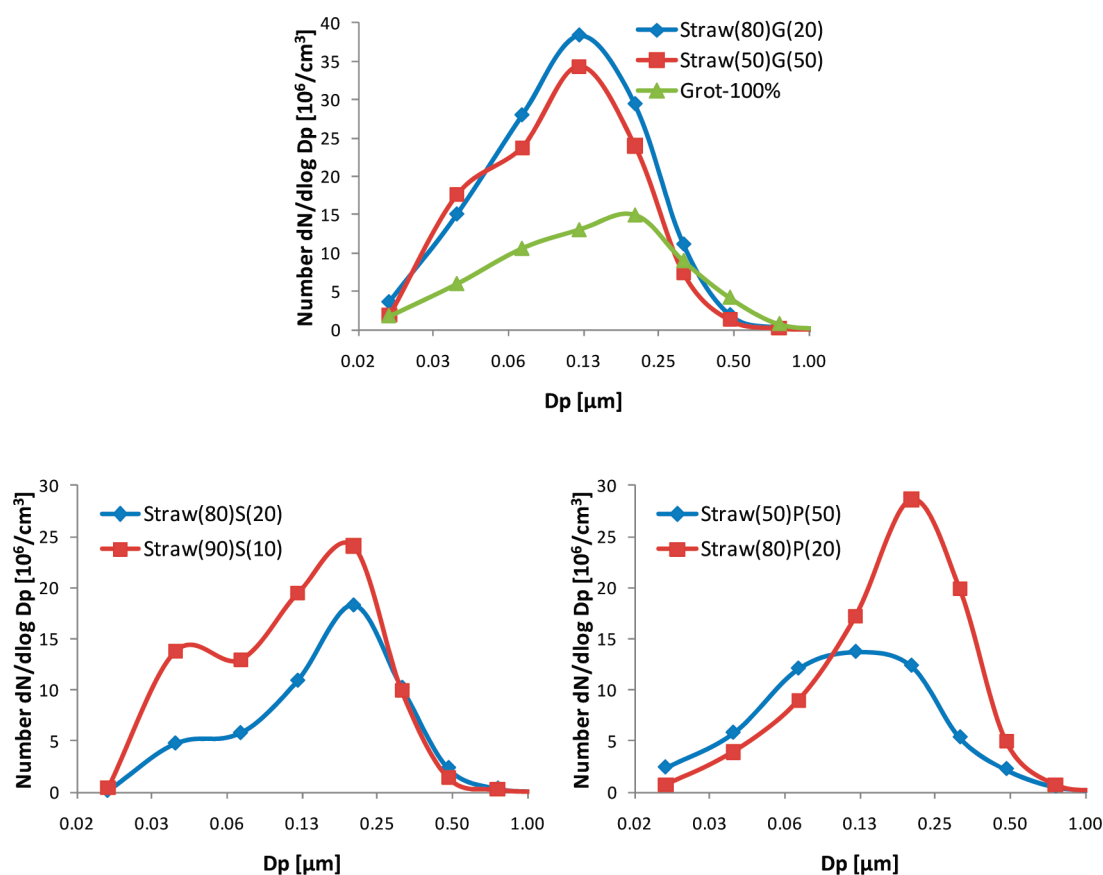 Number dN/dlog Dp [10⁶/cm³]
40
35
30
25
20
15
10
5
0
Straw(80)G(20)
Straw(50)G(50)
Grot-100%
0.02 0.03 0.06 0.13 0.25 0.50 1.00
Dp [µm]
Number dN/dlog Dp [10⁶/cm³]
30
25
20
15
10
5
0
Straw(80)S(20)
Straw(90)S(10)
0.02 0.03 0.06 0.13 0.25 0.50 1.00
Dp [µm]
Number dN/dlog Dp [10⁶/cm³]
30
25
20
15
10
5
0
Straw(50)P(50)
Straw(80)P(20)
0.02 0.03 0.06 0.13 0.25 0.50 1.00
Dp [µm]